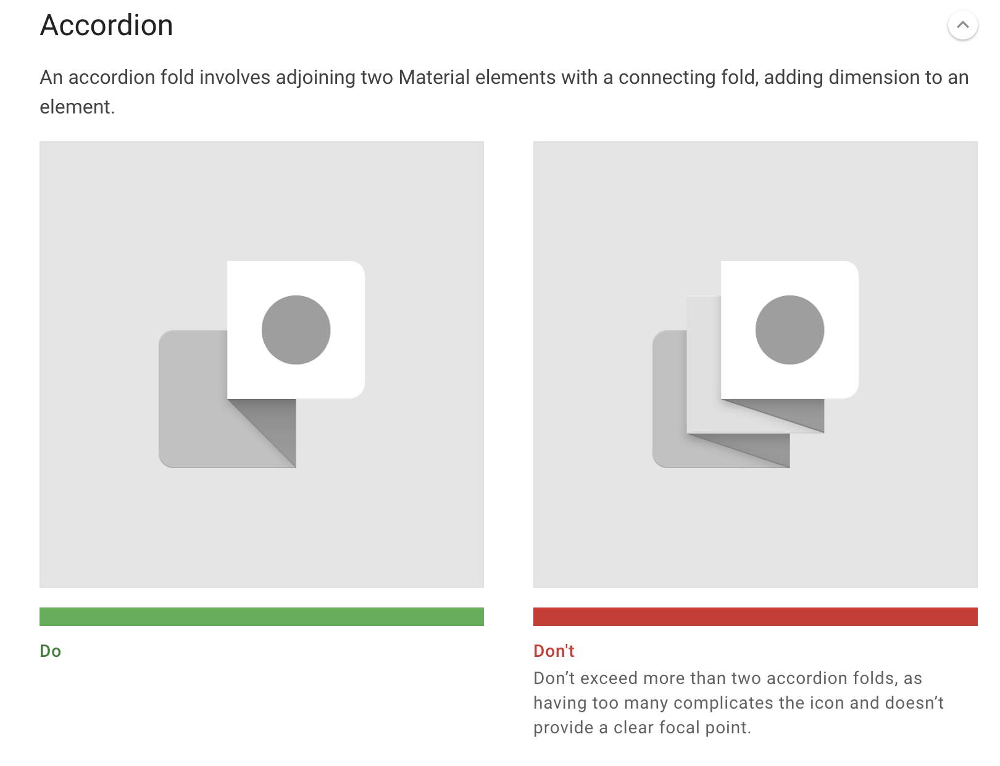 Accordion
An accordion fold involves adjoining two Material elements with a connecting fold, adding dimension to an
element.
Do
Don't
Don’t exceed more than two accordion folds, as
having too many complicates the icon and doesn’t
provide a clear focal point.